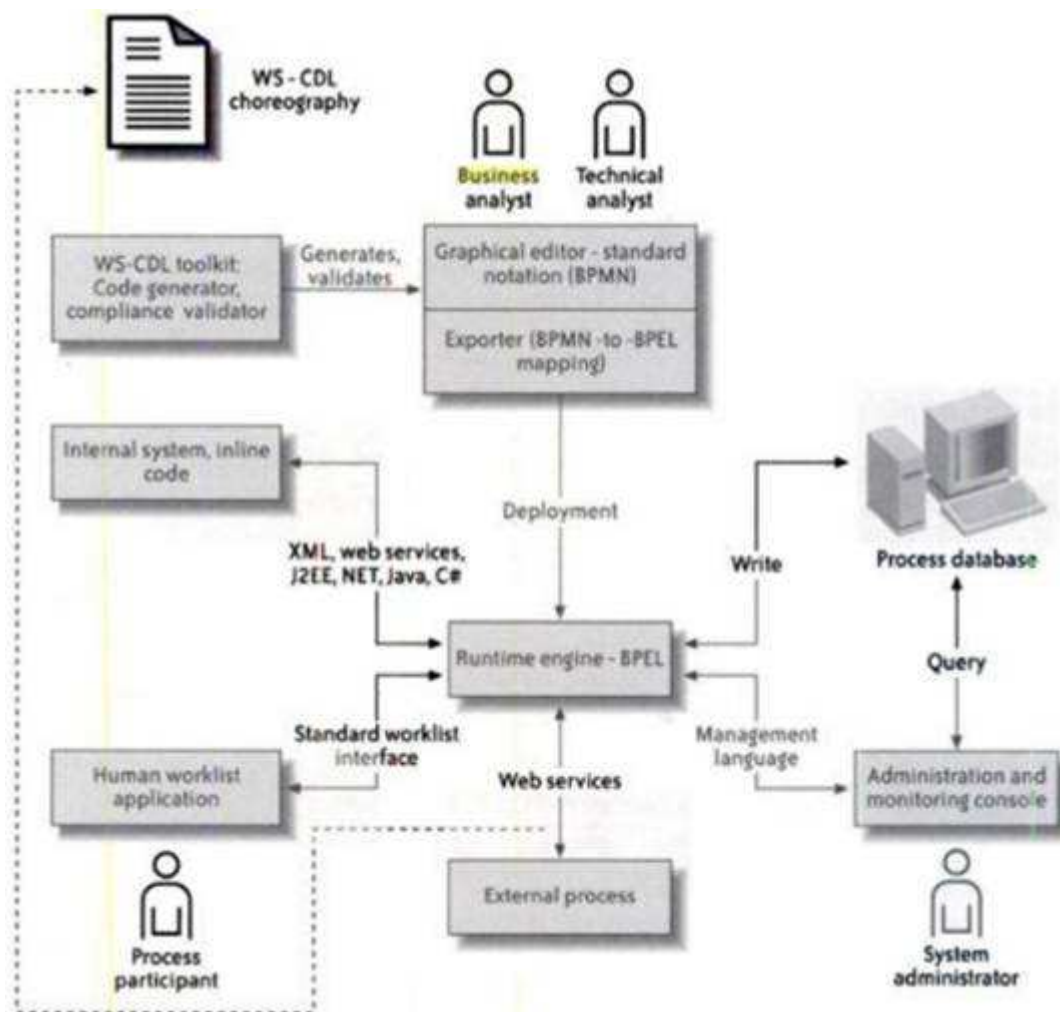 WS - CDL
choreography
Business
analyst
Technical
analyst
WS-CDL toolkit:
Code generator,
compliance validator
Generates,
validates
Graphical editor - standard
notation (BPMN)
Exporter (BPMN -to -BPEL
mapping)
Internal system, inline
code
Deployment
XML, web services,
J2EE, NET, Java, C#
Write
Process database
Runtime engine - BPEL
Query
Standard worklist
interface
Management
language
Human worklist
application
Web services
Administration and
monitoring console
External process
Process
participant
System
administrator